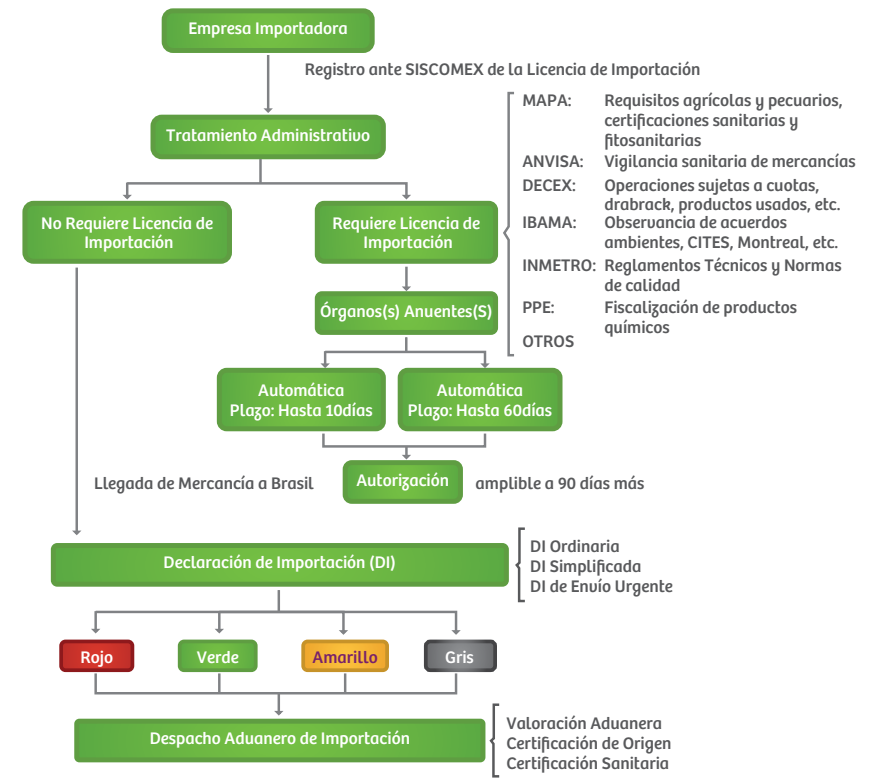 Empresa Importadora
Registro ante SISCOMEX de la Licencia de Importación
Tratamiento Administrativo
No Requiere Licencia de
Importación
Requiere Licencia de
Importación
MAPA: Requisitos agrícolas y pecuarios,
certificaciones sanitarias y
fitosanitarias
ANVISA: Vigilancia sanitaria de mercancías
DECEX: Operaciones sujetas a cuotas,
drabrack, productos usados, etc.
IBAMA: Observancia de acuerdos
ambientes, CITES, Montreal, etc.
INMETRO: Reglamentos Técnicos y Normas
de calidad
PPE: Fiscalización de productos
químicos
OTROS
Órganos(s) Anuentes(S)
Automática
Plazo: Hasta 10días
Automática
Plazo: Hasta 60días
Llegada de Mercancía a Brasil
Autorización
amplible a 90 días más
Declaración de Importación (DI)
DI Ordinaria
DI Simplificada
DI de Envío Urgente
Rojo
Verde
Amarillo
Gris
Despacho Aduanero de Importación
Valoración Aduanera
Certificación de Origen
Certificación Sanitaria